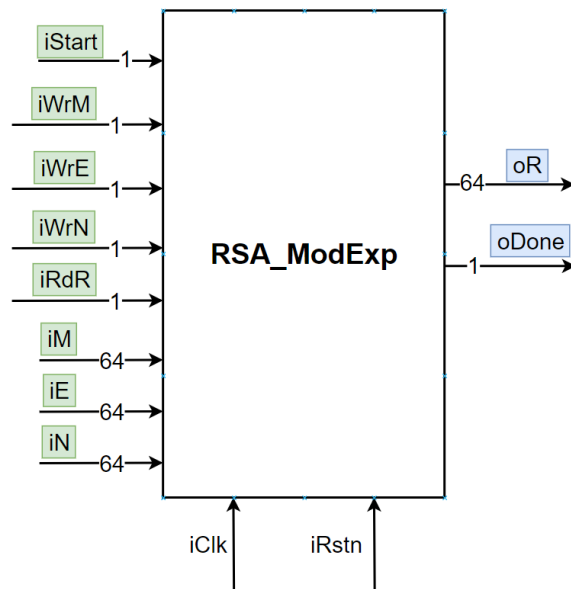 iStart
1
iWrM
1
iWrE
1
iWrN
1
iRdR
1
iM
64
iE
64
iN
64
RSA_ModExp
oR
64
oDone
1
iClk
iRstn